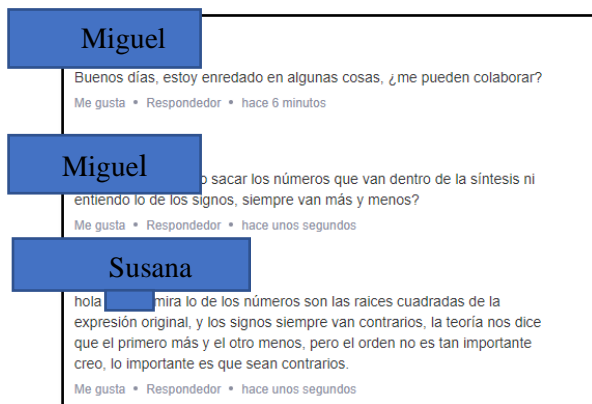 Miguel
Buenos días, estoy enredado en algunas cosas, ¿me pueden colaborar?
Me gusta • Respondedor • hace 6 minutos
Miguel
sacar los números que van dentro de la síntesis ni
entiendo lo de los signos, siempre van más y menos?
Me gusta • Respondedor • hace unos segundos
Susana
hola mira lo de los números son las raices cuadradas de la
expresión original, y los signos siempre van contrarios, la teoría nos dice
que el primero más y el otro menos, pero el orden no es tan importante
creo, lo importante es que sean contrarios.
Me gusta • Respondedor • hace unos segundos